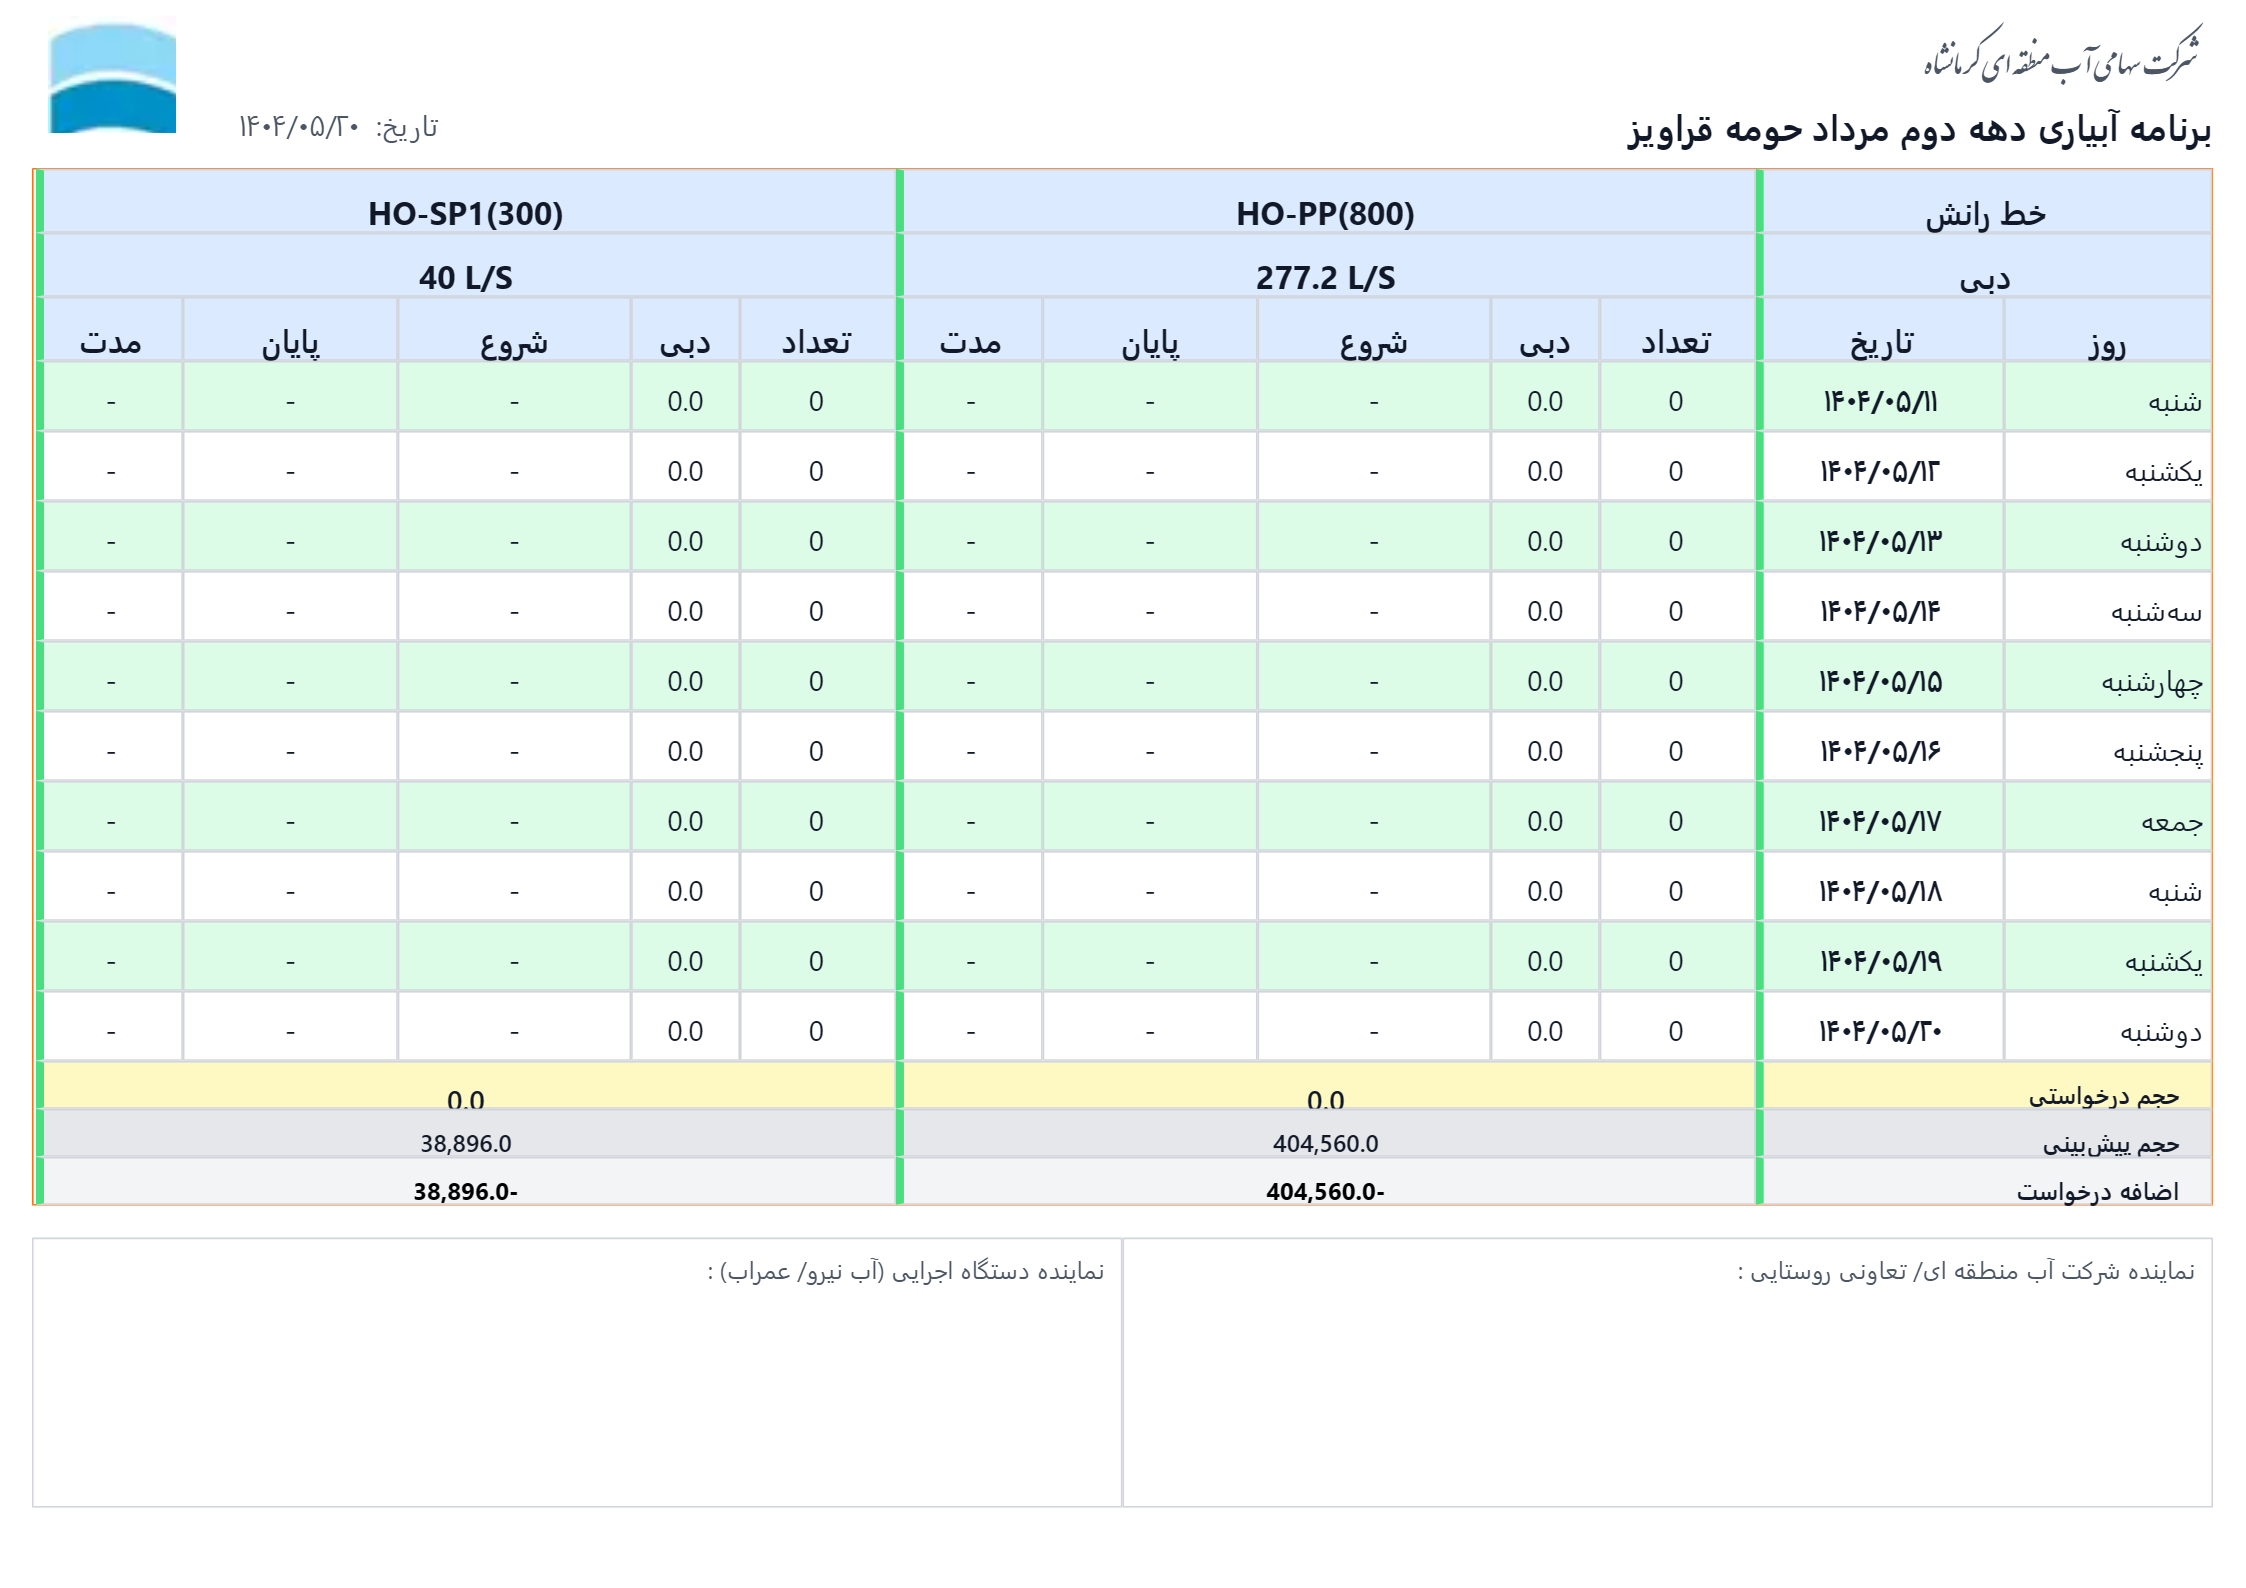 شرکت سهامی آب منطقه ای کرمانشاه
برنامه آبیاری دهه دوم مرداد حومه قراویز
تاریخ: ۱۴۰۴/۰۵/۲۰
خط رانش HO-PP(800) HO-SP1(300)
دبی 277.2 L/S 40 L/S
روز تاریخ تعداد دبی شروع پایان مدت تعداد دبی شروع پایان مدت
شنبه ۱۴۰۴/۰۵/۱۱ 0 0.0 - - - 0 0.0 - - -
یکشنبه ۱۴۰۴/۰۵/۱۲ 0 0.0 - - - 0 0.0 - - -
دوشنبه ۱۴۰۴/۰۵/۱۳ 0 0.0 - - - 0 0.0 - - -
سه‌شنبه ۱۴۰۴/۰۵/۱۴ 0 0.0 - - - 0 0.0 - - -
چهارشنبه ۱۴۰۴/۰۵/۱۵ 0 0.0 - - - 0 0.0 - - -
پنجشنبه ۱۴۰۴/۰۵/۱۶ 0 0.0 - - - 0 0.0 - - -
جمعه ۱۴۰۴/۰۵/۱۷ 0 0.0 - - - 0 0.0 - - -
شنبه ۱۴۰۴/۰۵/۱۸ 0 0.0 - - - 0 0.0 - - -
یکشنبه ۱۴۰۴/۰۵/۱۹ 0 0.0 - - - 0 0.0 - - -
دوشنبه ۱۴۰۴/۰۵/۲۰ 0 0.0 - - - 0 0.0 - - -
حجم درخواستی 0.0 0.0
حجم پیش‌بینی 404,560.0 38,896.0
اضافه درخواست 404,560.0- 38,896.0-
نماینده شرکت آب منطقه ای/ تعاونی روستایی :
نماینده دستگاه اجرایی (آب نیرو/ عمراب) :